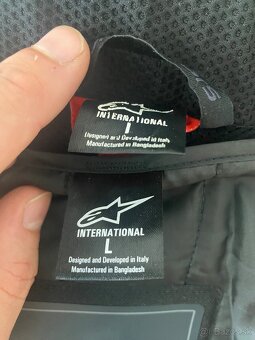 INTERNATIONAL
Designed and Developed in Italy
Manufactured in Bangladesh
INTERNATIONAL
L
Designed and Developed in Italy
Manufactured in Bangladesh